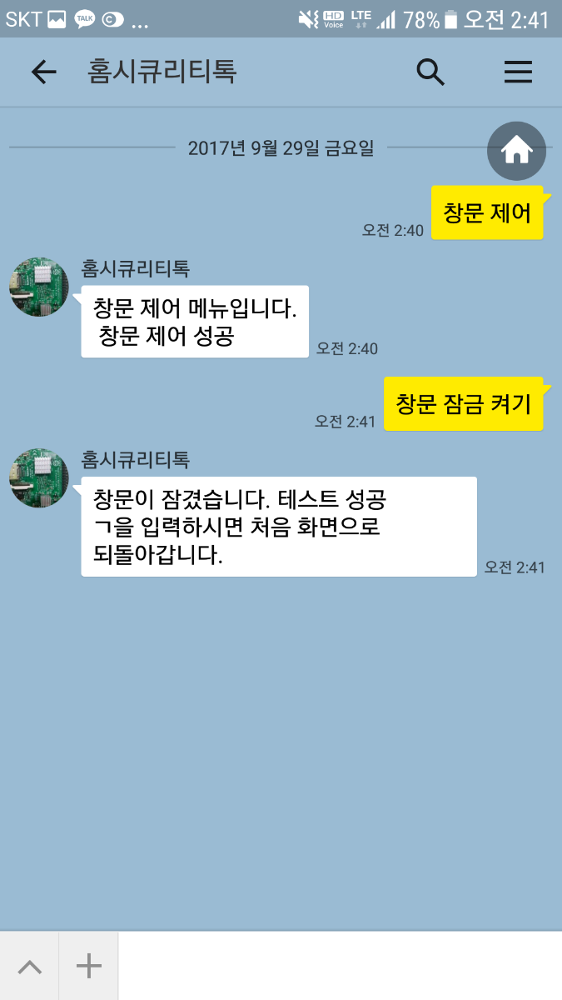 SKT TALK C ... HD Voice LTE 78% 오전 2:41
홈시큐리티톡
2017년 9월 29일 금요일
창문 제어
오전 2:40
홈시큐리티톡
창문 제어 메뉴입니다.
창문 제어 성공
오전 2:40
창문 잠금 켜기
오전 2:41
홈시큐리티톡
창문이 잠겼습니다. 테스트 성공
ㄱ을 입력하시면 처음 화면으로
되돌아갑니다.
오전 2:41